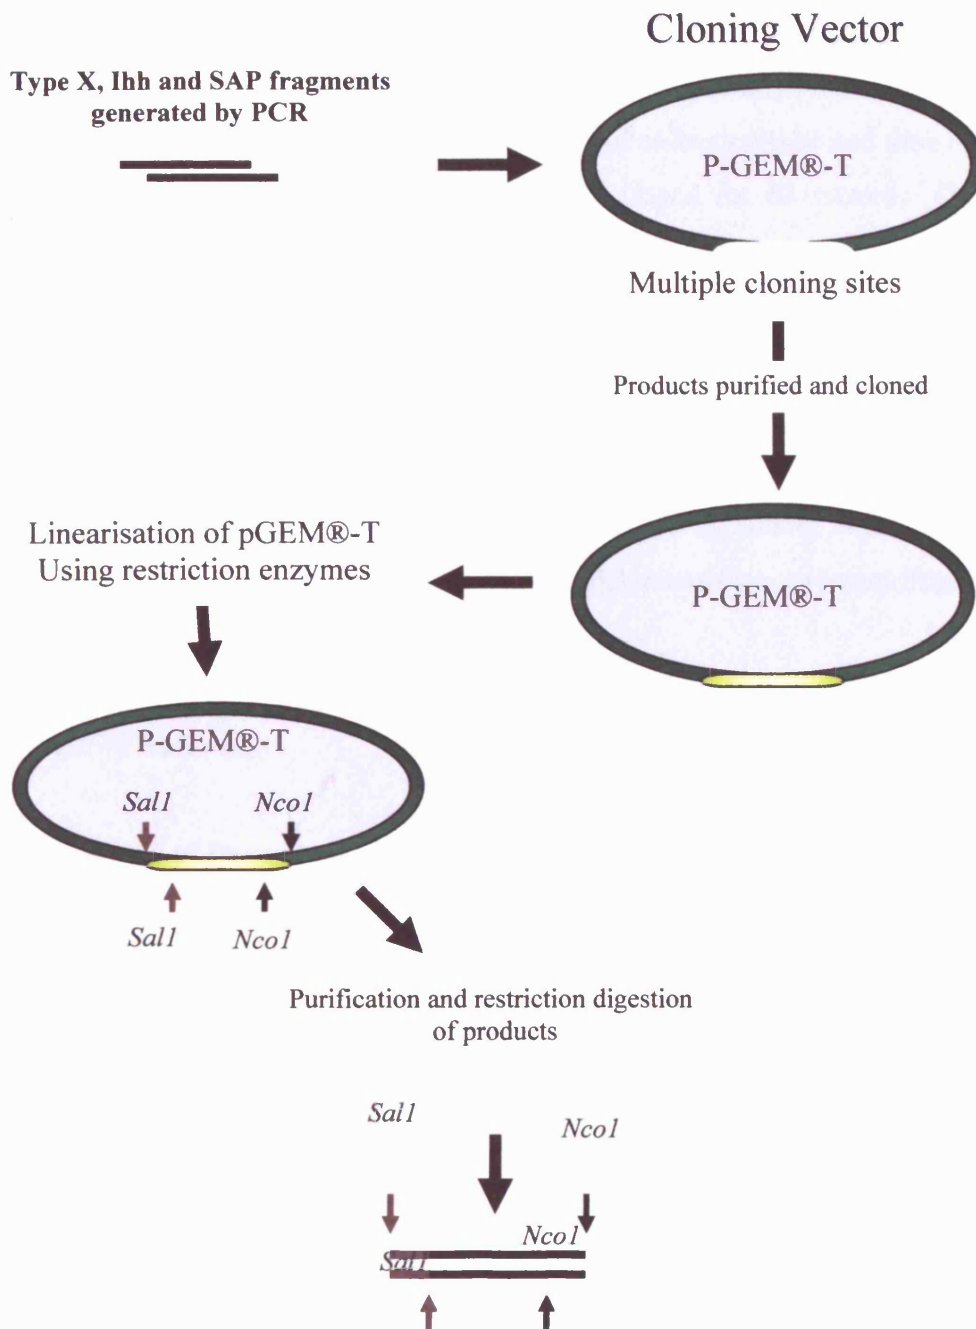 Cloning Vector
Type X, Ihh and SAP fragments
generated by PCR
P-GEM®-T
Multiple cloning sites
Products purified and cloned
Linearisation of pGEM®-T
Using restriction enzymes
P-GEM®-T
P-GEM®-T
Sal1 Nco1
Sal1 Nco1
Purification and restriction digestion
of products
Sal1 Nco1
Nco1
Sal1